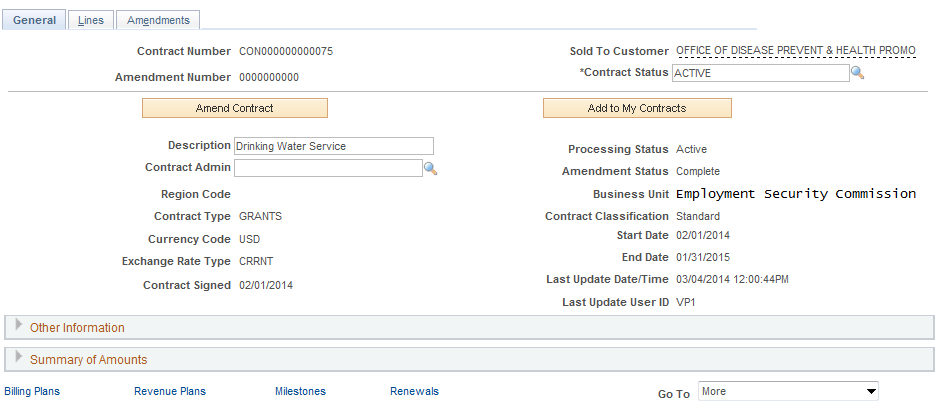 General Lines Amendments
Contract Number CON000000000075 Sold To Customer OFFICE OF DISEASE PREVENT & HEALTH PROMO
Amendment Number 0000000000 *Contract Status ACTIVE
Amend Contract Add to My Contracts
Description Drinking Water Service Processing Status Active
Contract Admin Amendment Status Complete
Region Code Business Unit Employment Security Commission
Contract Type GRANTS Contract Classification Standard
Currency Code USD Start Date 02/01/2014
Exchange Rate Type CRRNT End Date 01/31/2015
Contract Signed 02/01/2014 Last Update Date/Time 03/04/2014 12:00:44PM
Last Update User ID VP1
Other Information
Summary of Amounts
Billing Plans Revenue Plans Milestones Renewals Go To More